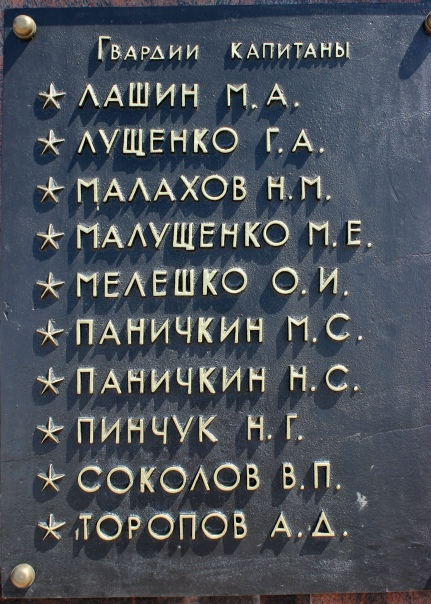 Гвардии капитаны
★ ЛАШИН М.А.
★ ЛУЩЕНКО Г.А.
★ МАЛАХОВ Н.М.
★ МАЛУЩЕНКО М.Е.
★ МЕЛЕШКО О.И.
★ ПАНИЧКИН М.С.
★ ПАНИЧКИН Н.С.
★ ПИНЧУК Н.Г.
★ СОКОЛОВ В.П.
★ ТОРОПОВ А.Д.